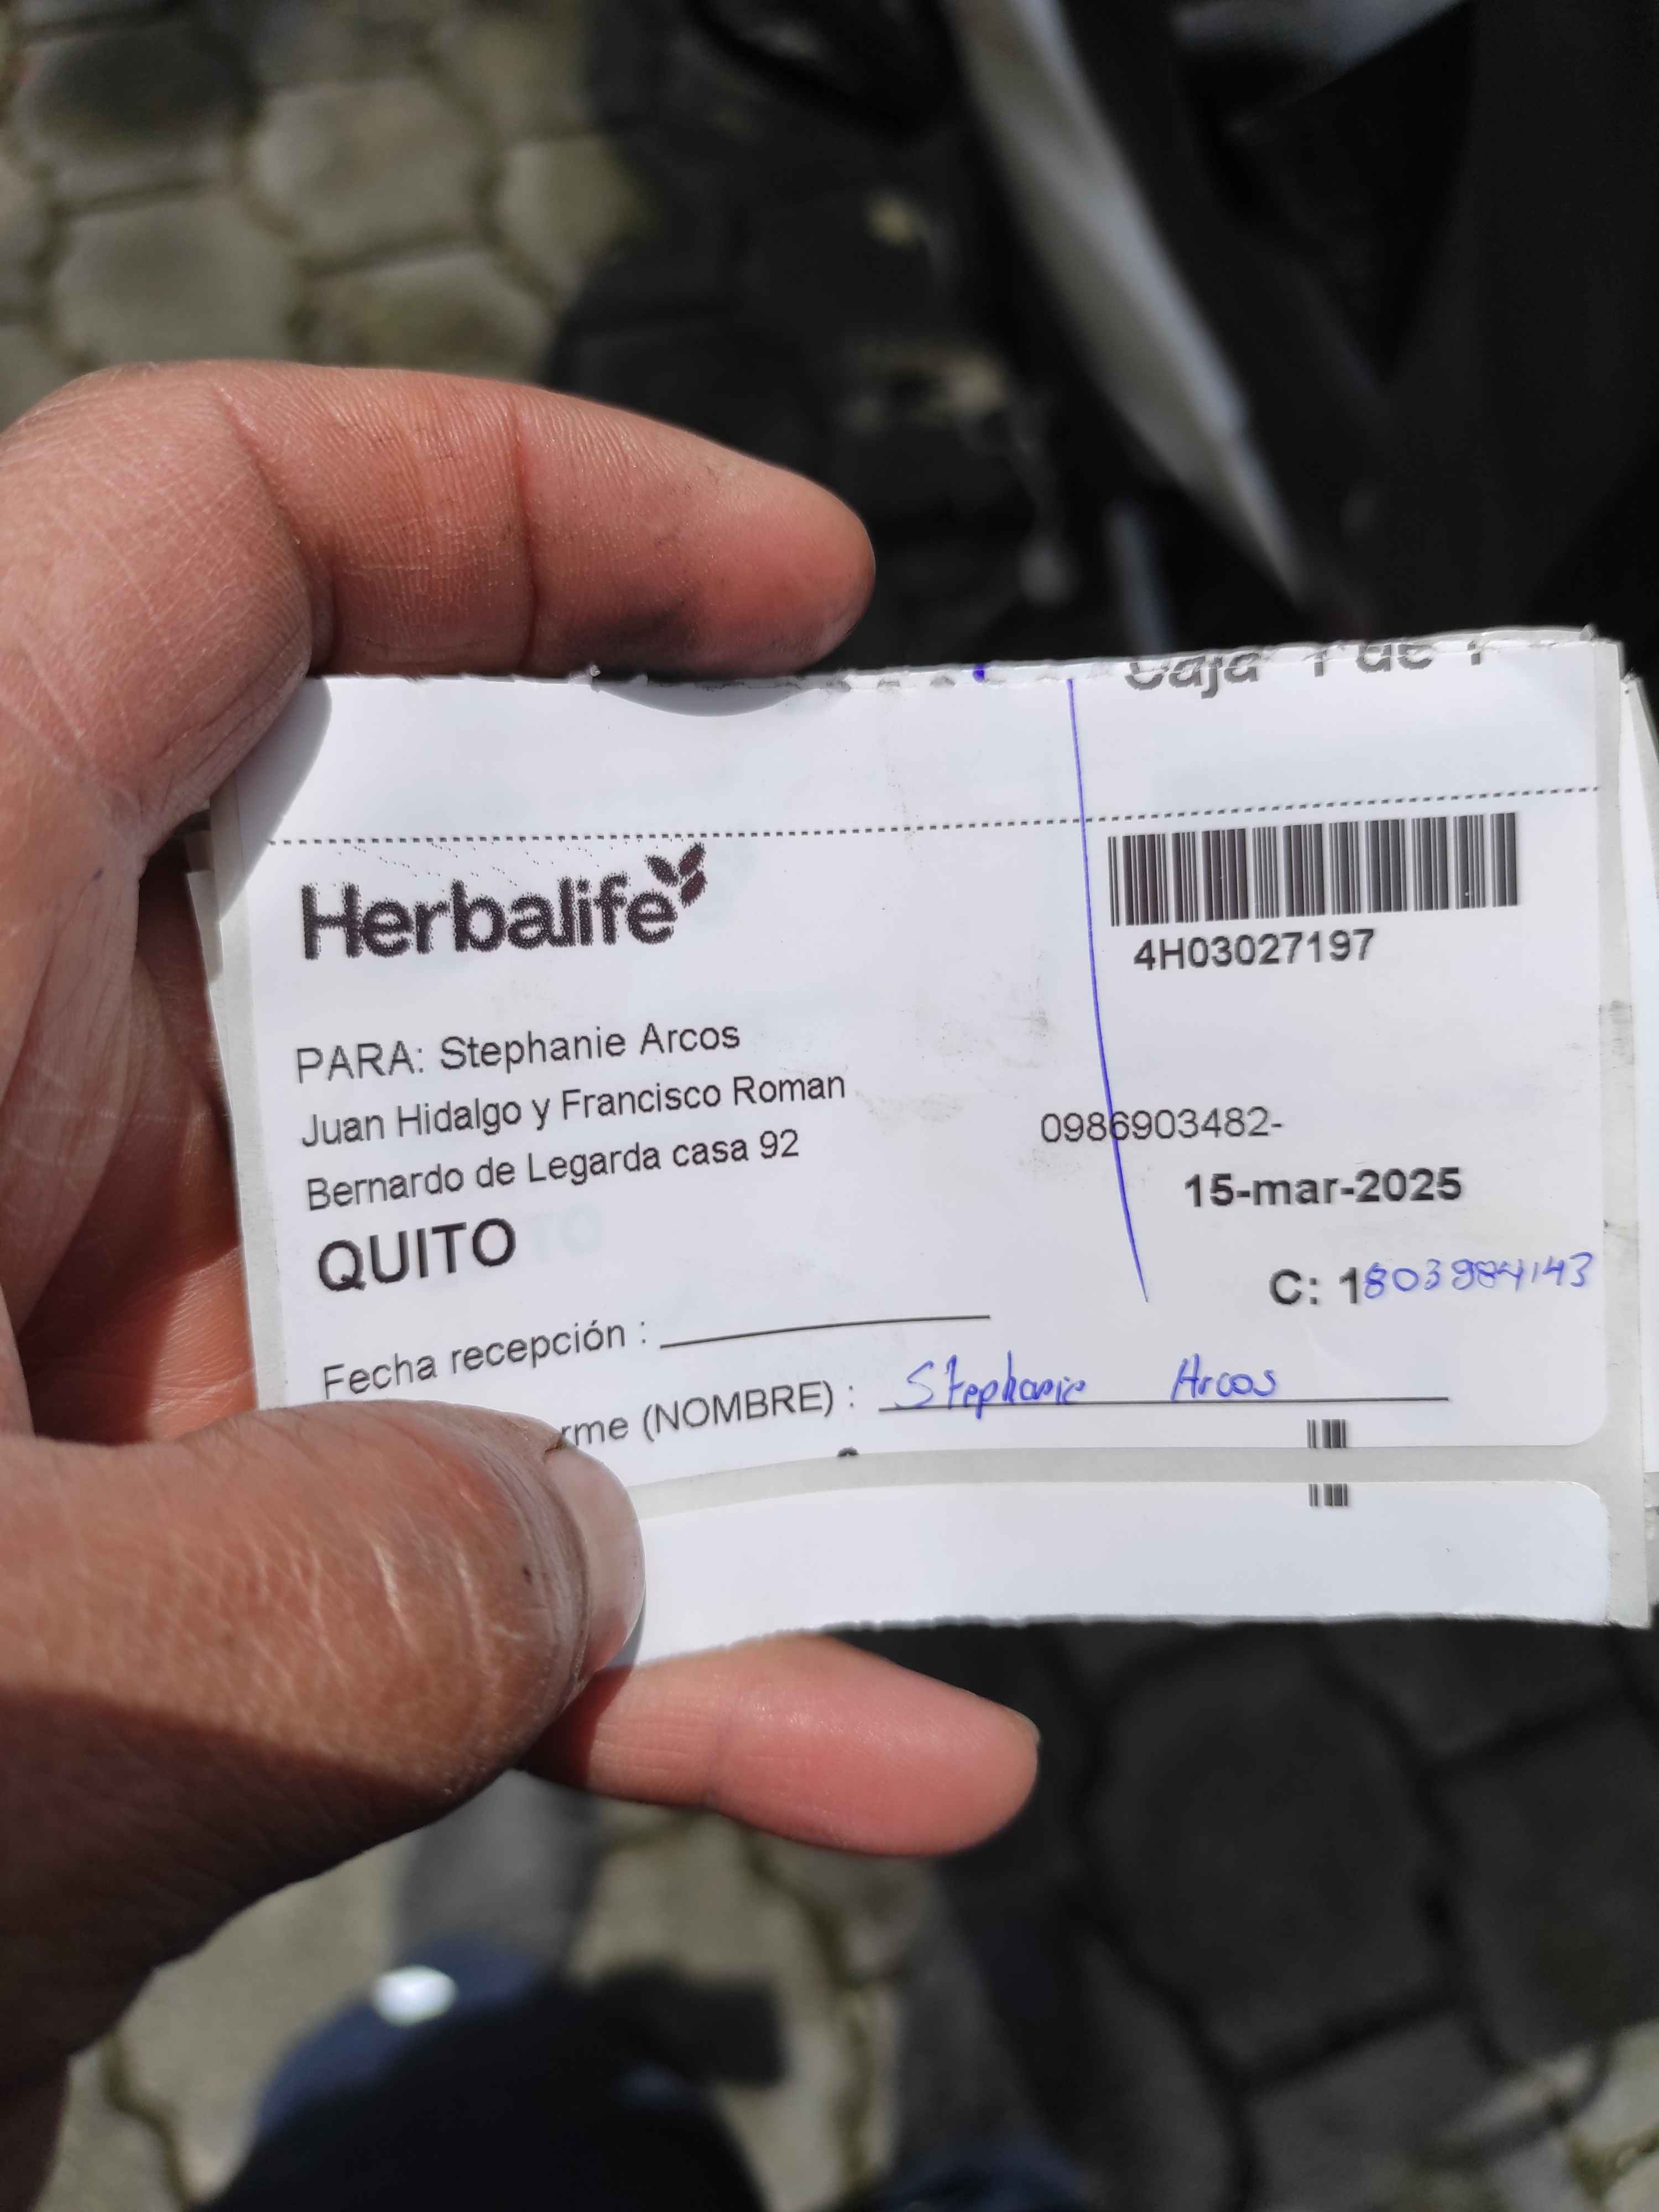 Caja 1 de 1
Herbalife
4H03027197
PARA: Stephanie Arcos
Juan Hidalgo y Francisco Roman
Bernardo de Legarda casa 92
0986903482-
15-mar-2025
QUITO
C: 1803984143
Fecha recepción :
rme (NOMBRE) : Stephanie Arcos